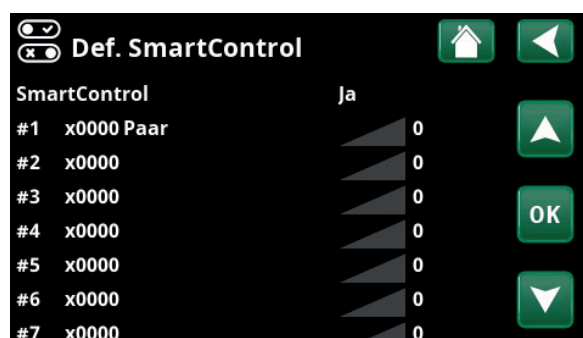 Def. SmartControl
SmartControl Ja
#1 x0000 Paar 0
#2 x0000 0
#3 x0000 0
#4 x0000 0
OK
#5 x0000 0
#6 x0000 0
#7 x0000 0